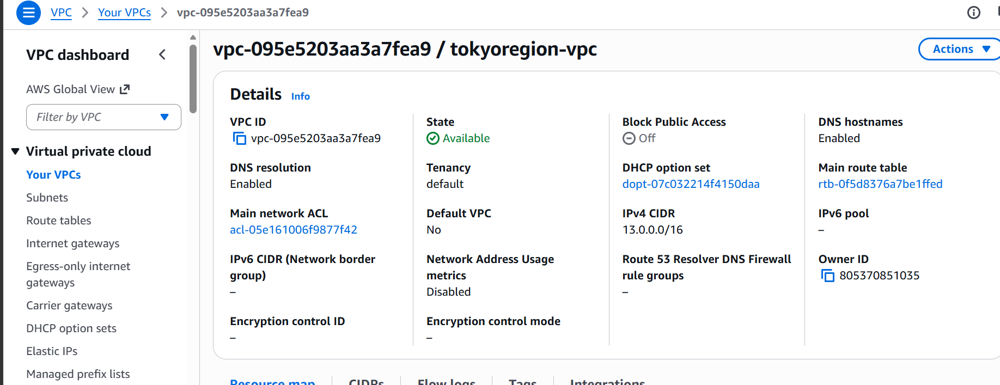 VPC > Your VPCs > vpc-095e5203aa3a7fea9
VPC dashboard
AWS Global View
Filter by VPC
Virtual private cloud
Your VPCs
Subnets
Route tables
Internet gateways
Egress-only internet
gateways
Carrier gateways
DHCP option sets
Elastic IPs
Managed prefix lists
vpc-095e5203aa3a7fea9 / tokyoregion-vpc
Actions
Details Info
VPC ID
vpc-095e5203aa3a7fea9
State
Available
Block Public Access
Off
DNS hostnames
Enabled
DNS resolution
Enabled
Tenancy
default
DHCP option set
dopt-07c032214f4150daa
Main route table
rtb-0f5d8376a7be1ffed
Main network ACL
acl-05e161006f9877f42
Default VPC
No
IPv4 CIDR
13.0.0.0/16
IPv6 pool
–
IPv6 CIDR (Network border
group)
–
Network Address Usage
metrics
Disabled
Route 53 Resolver DNS Firewall
rule groups
–
Owner ID
805370851035
Encryption control ID
–
Encryption control mode
–
Resource map
CIDRs
Flow logs
Tags
Integrations